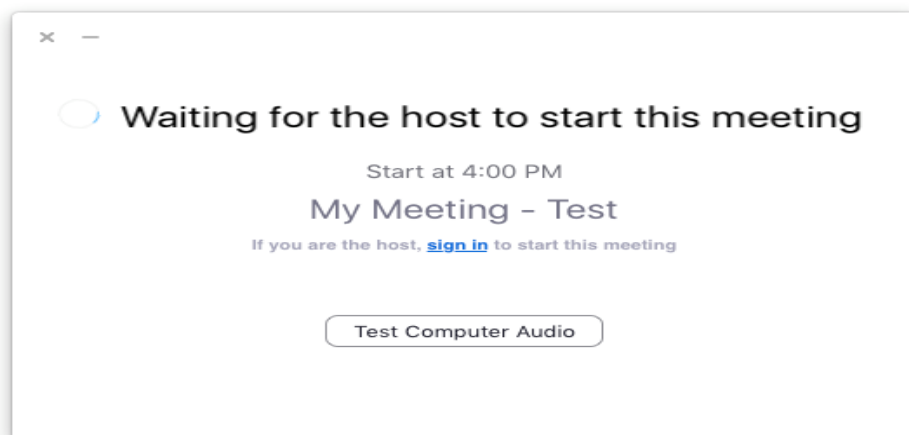 Waiting for the host to start this meeting
Start at 4:00 PM
My Meeting - Test
If you are the host, sign in to start this meeting
Test Computer Audio